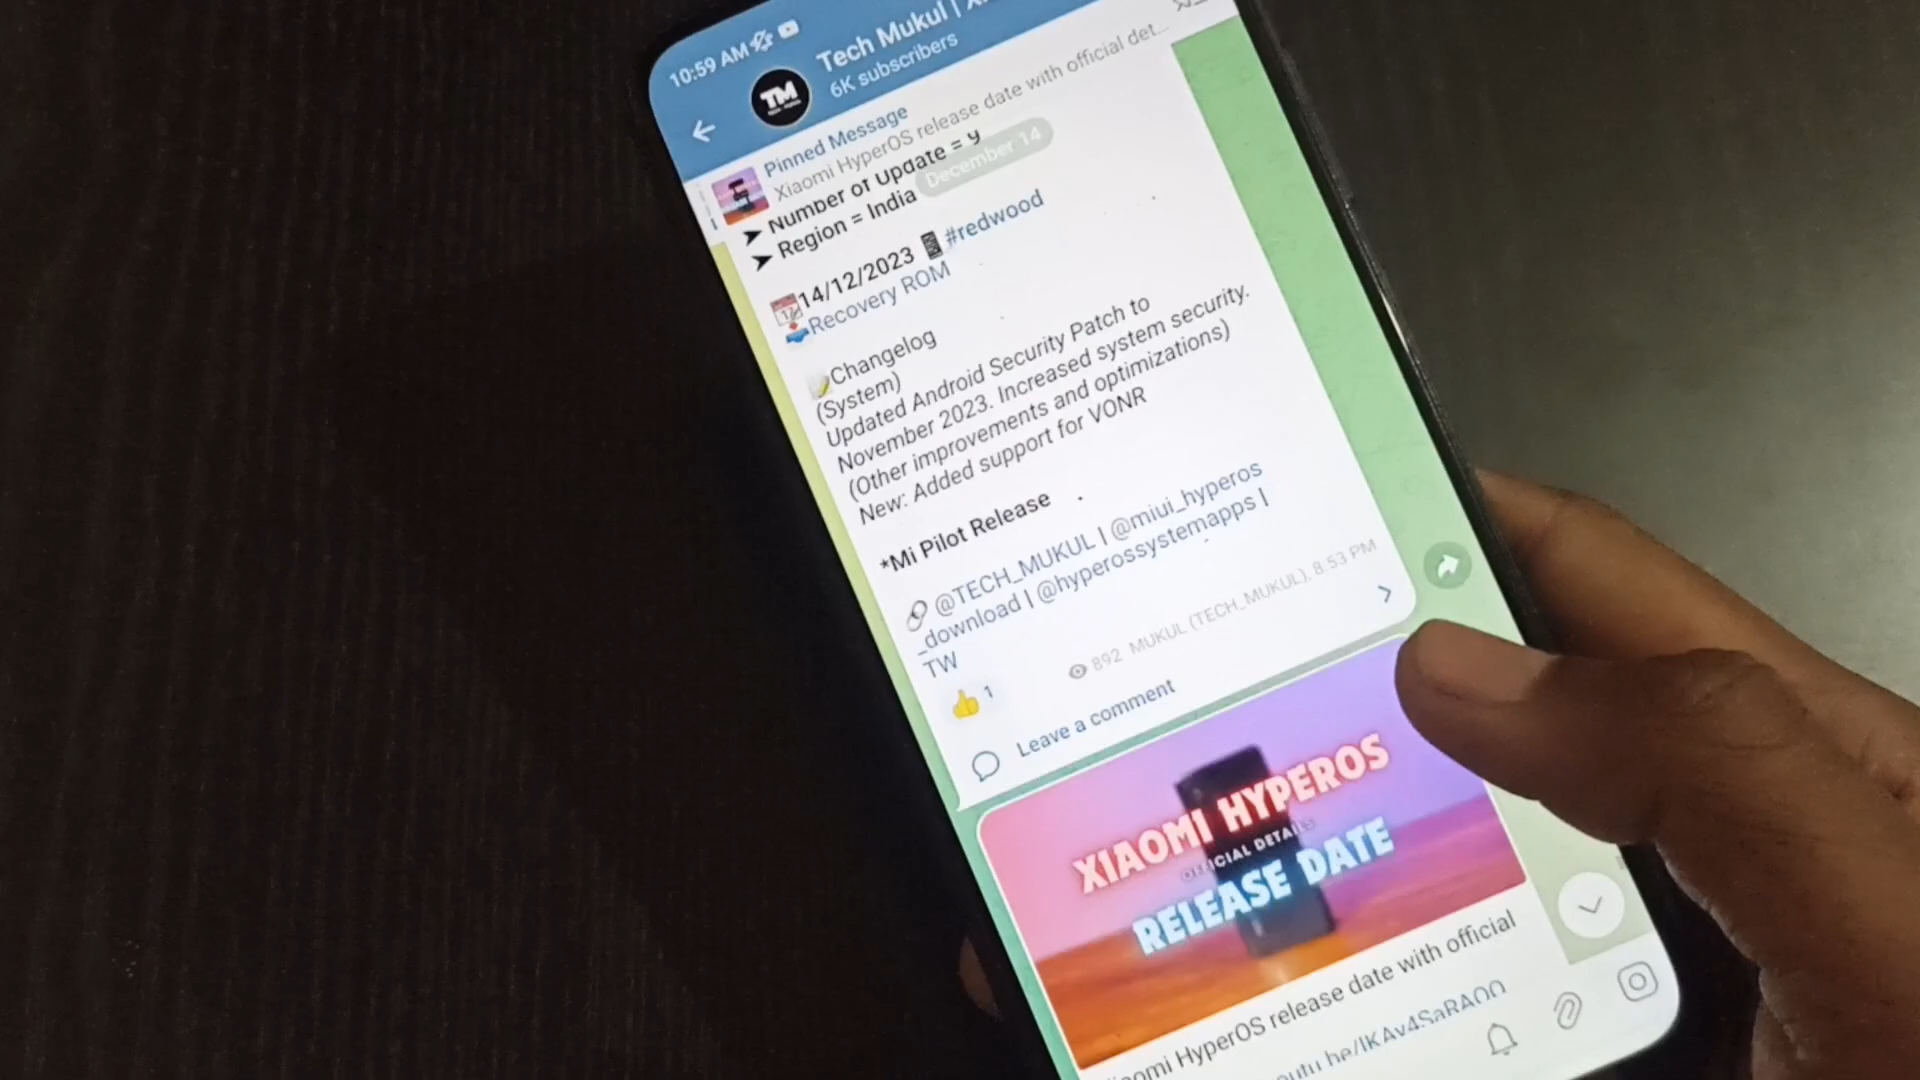 10:59 AM
Tech Mukul |
6K subscribers
TM
Pinned Message
Xiaomi HyperOS release date with official det...
December 14
➤ Number of Update = 9
➤ Region = India
14/12/2023 #redwood
Recovery ROM
Changelog
(System)
Updated Android Security Patch to
November 2023. Increased system security.
(Other improvements and optimizations)
New: Added support for VONR
*Mi Pilot Release
@TECH_MUKUL | @miui_hyperos
_download | @hyperossystemapps |
TW
892 MUKUL (TECH_MUKUL), 8:53 PM
1
Leave a comment
XIAOMI HYPEROS
OFFICIAL DETAILS
RELEASE DATE
Xiaomi HyperOS release date with official